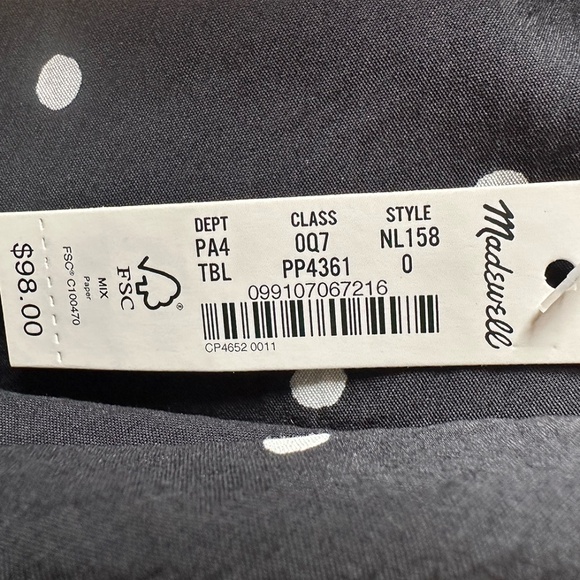 DEPT CLASS STYLE
PA4 0Q7 NL158
TBL PP4361 0
099107067216
CP4652 0011
Madewell
FSC
®
MIX
Paper
FSC® C100470
$98.00